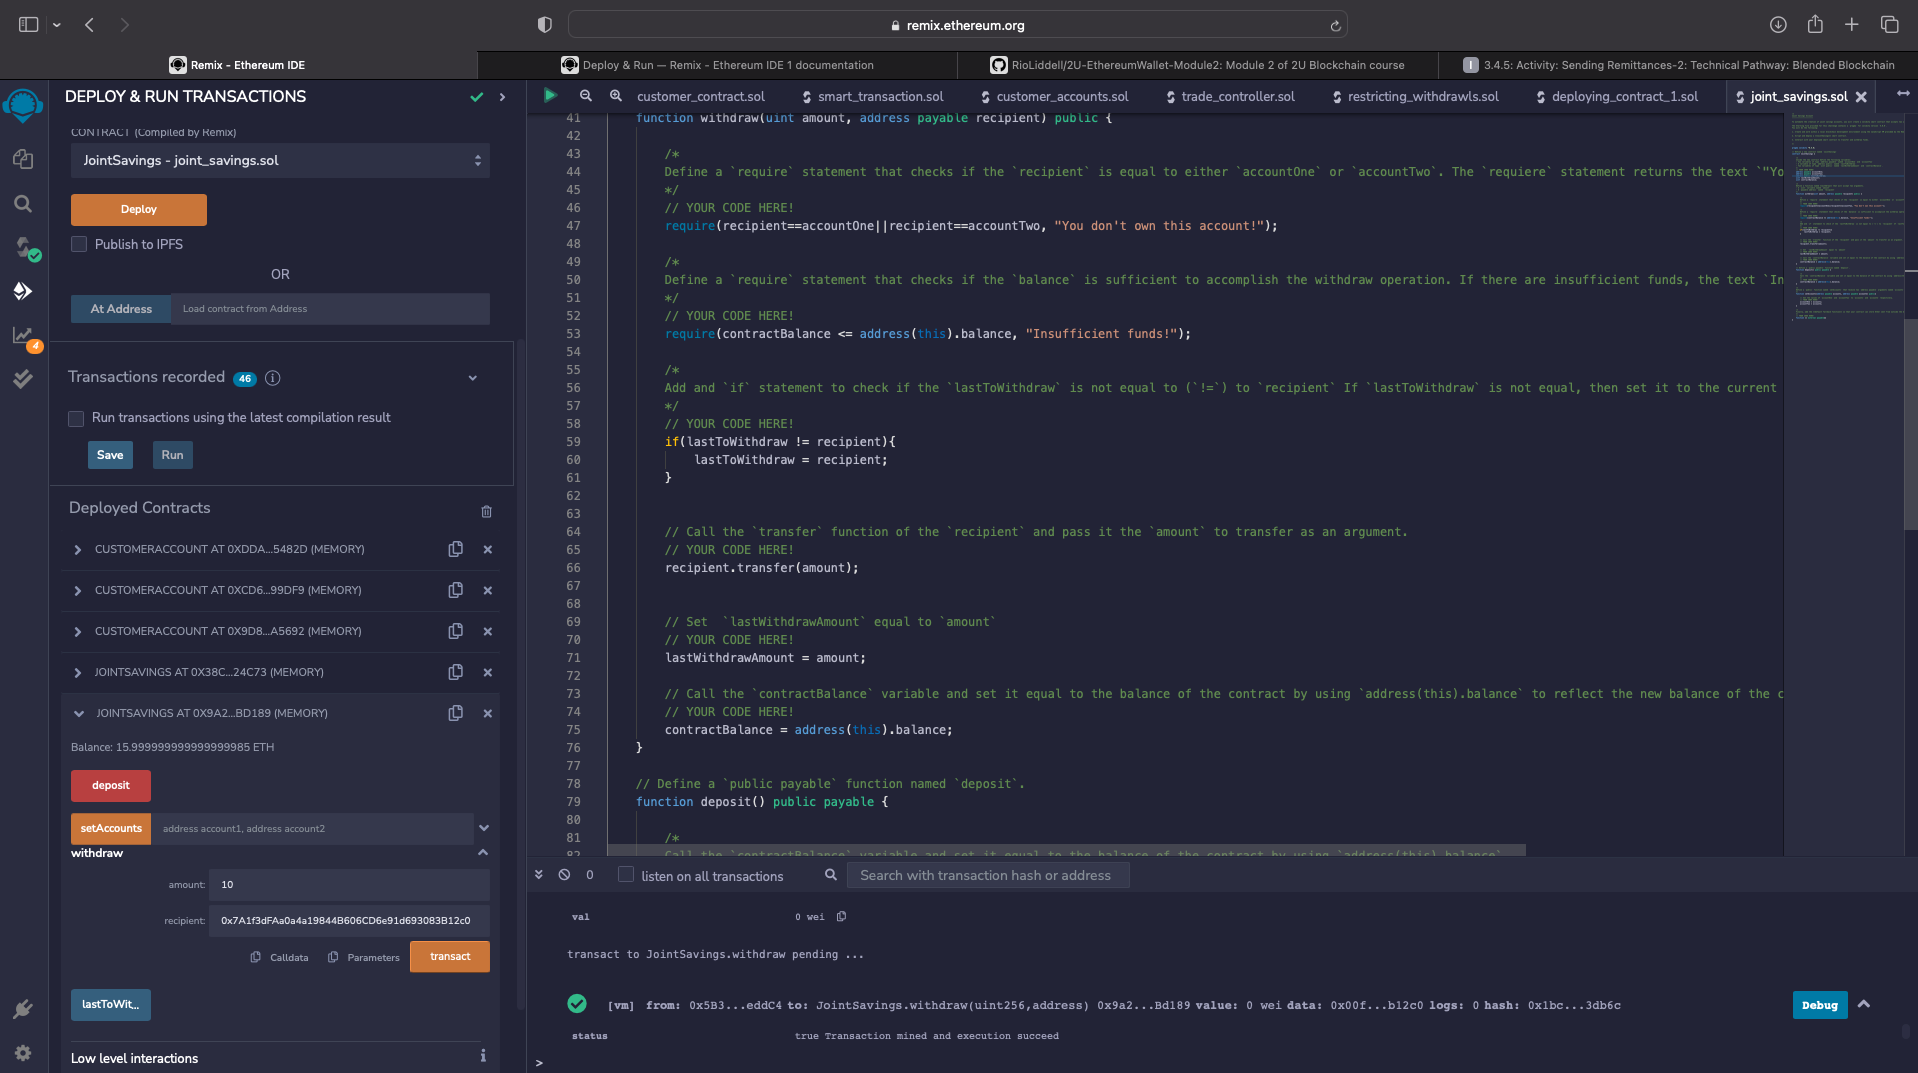 remix.ethereum.org
Remix - Ethereum IDE
Deploy & Run — Remix - Ethereum IDE 1 documentation
RioLiddell/2U-EthereumWallet-Module2: Module 2 of 2U Blockchain course
I 3.4.5: Activity: Sending Remittances-2: Technical Pathway: Blended Blockchain
DEPLOY & RUN TRANSACTIONS
CONTRACT (Compiled by Remix)
JointSavings - joint_savings.sol
Deploy
Publish to IPFS
OR
At Address Load contract from Address
4
Transactions recorded 46 i
Run transactions using the latest compilation result
Save Run
Deployed Contracts
CUSTOMERACCOUNT AT 0XDDA...5482D (MEMORY)
CUSTOMERACCOUNT AT 0XCD6...99DF9 (MEMORY)
CUSTOMERACCOUNT AT 0X9D8...A5692 (MEMORY)
JOINTSAVINGS AT 0X38C...24C73 (MEMORY)
JOINTSAVINGS AT 0X9A2...BD189 (MEMORY)
Balance: 15.999999999999999985 ETH
deposit
setAccounts address account1, address account2
withdraw
amount: 10
recipient: 0x7A1f3dFAa0a4a19844B606CD6e91d693083B12c0
Calldata Parameters transact
lastToWit...
Low level interactions i
customer_contract.sol smart_transaction.sol customer_accounts.sol trade_controller.sol restricting_withdrawls.sol deploying_contract_1.sol joint_savings.sol
41 function withdraw(uint amount, address payable recipient) public {
42
43 /*
44 Define a `require` statement that checks if the `recipient` is equal to either `accountOne` or `accountTwo`. The `requiere` statement returns the text `"Yo
45 */
46 // YOUR CODE HERE!
47 require(recipient==accountOne||recipient==accountTwo, "You don't own this account!");
48
49 /*
50 Define a `require` statement that checks if the `balance` is sufficient to accomplish the withdraw operation. If there are insufficient funds, the text `In
51 */
52 // YOUR CODE HERE!
53 require(contractBalance <= address(this).balance, "Insufficient funds!");
54
55 /*
56 Add and `if` statement to check if the `lastToWithdraw` is not equal to (`!=`) to `recipient` If `lastToWithdraw` is not equal, then set it to the current
57 */
58 // YOUR CODE HERE!
59 if(lastToWithdraw != recipient){
60 lastToWithdraw = recipient;
61 }
62
63
64 // Call the `transfer` function of the `recipient` and pass it the `amount` to transfer as an argument.
65 // YOUR CODE HERE!
66 recipient.transfer(amount);
67
68
69 // Set  `lastWithdrawAmount` equal to `amount`
70 // YOUR CODE HERE!
71 lastWithdrawAmount = amount;
72
73 // Call the `contractBalance` variable and set it equal to the balance of the contract by using `address(this).balance` to reflect the new balance of the c
74 // YOUR CODE HERE!
75 contractBalance = address(this).balance;
76 }
77
78 // Define a `public payable` function named `deposit`.
79 function deposit() public payable {
80
81 /*
82 Call the `contractBalance` variable and set it equal to the balance of the contract by using `address(this).balance`
0 listen on all transactions Search with transaction hash or address
val 0 wei
transact to JointSavings.withdraw pending ...
[vm] from: 0x5B3...eddC4 to: JointSavings.withdraw(uint256,address) 0x9a2...Bd189 value: 0 wei data: 0x00f...b12c0 logs: 0 hash: 0x1bc...3db6c Debug
status true Transaction mined and execution succeed
>